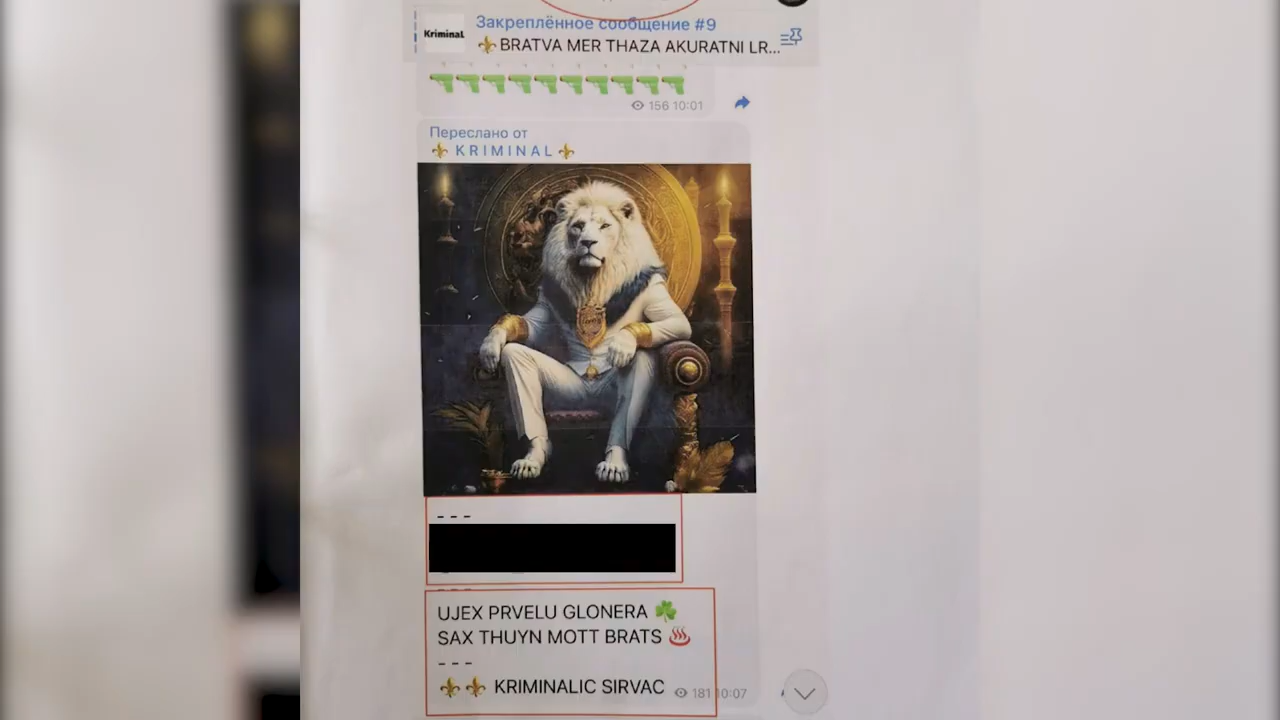 Kriminal
Закреплённое сообщение #9
⚜️BRATVA MER THAZA AKURATNI LR...
156 10:01
Переслано от
⚜️ K R I M I N A L ⚜️
---
UJEX PRVELU GLONERA ☘️
SAX THUYN MOTT BRATS ♨️
---
⚜️⚜️ KRIMINALIC SIRVAC
181 10:07